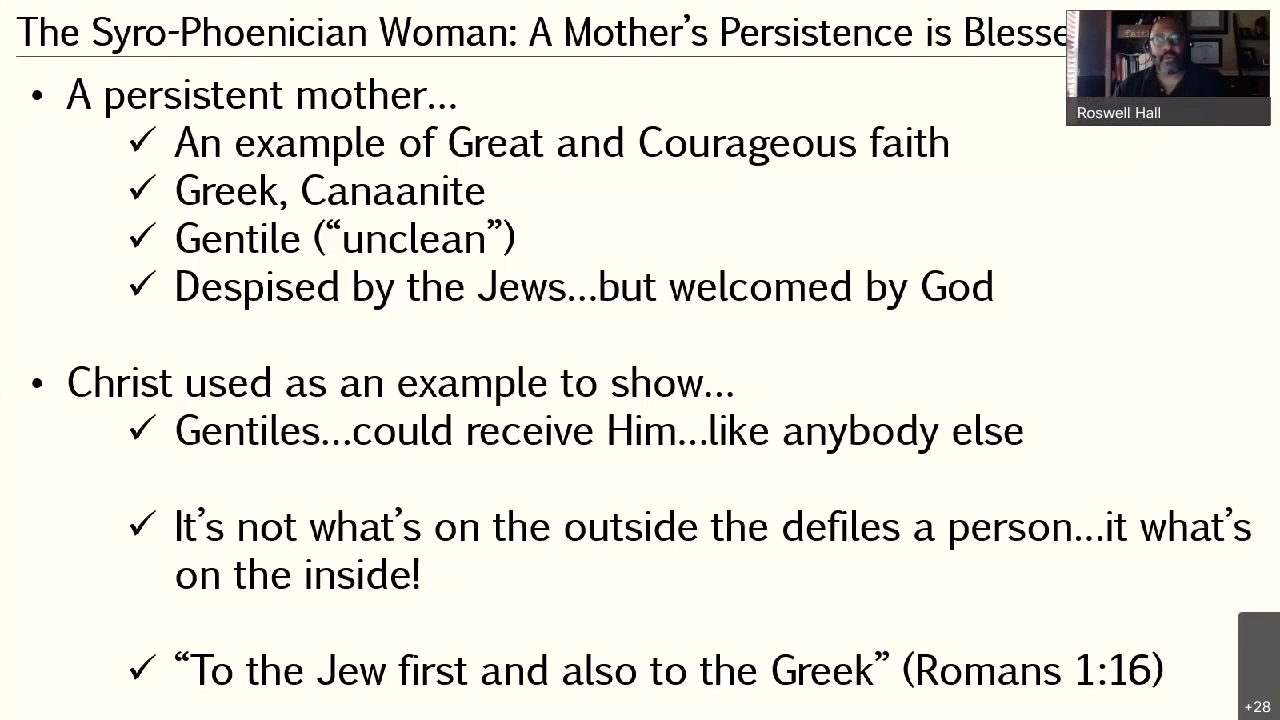 The Syro-Phoenician Woman: A Mother's Persistence is Blesse
faith
Roswell Hall
• A persistent mother...
✓ An example of Great and Courageous faith
✓ Greek, Canaanite
✓ Gentile (“unclean”)
✓ Despised by the Jews...but welcomed by God
• Christ used as an example to show...
✓ Gentiles...could receive Him...like anybody else
✓ It's not what's on the outside the defiles a person...it what's
on the inside!
✓ “To the Jew first and also to the Greek” (Romans 1:16)
+28